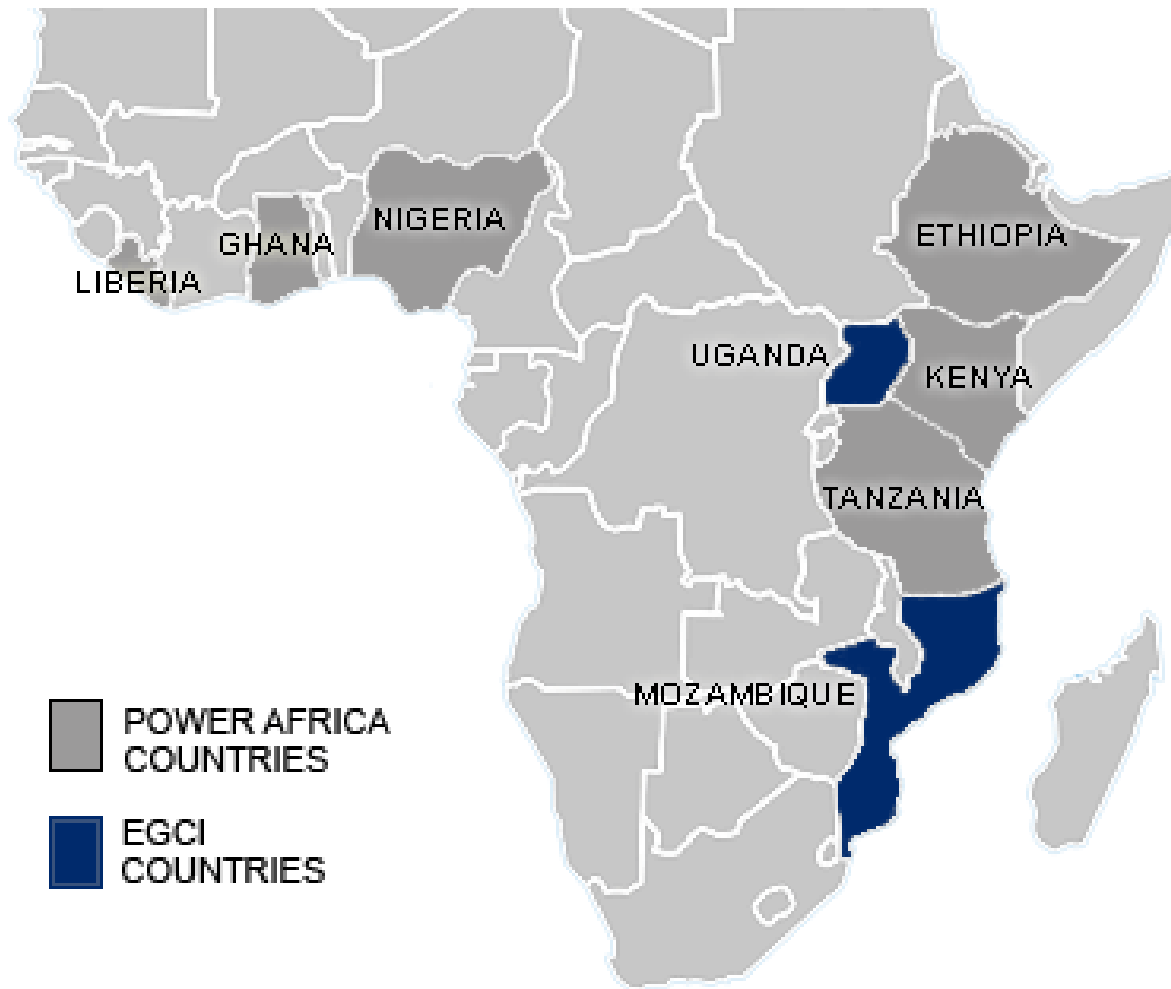 NIGERIA
GHANA
ETHIOPIA
LIBERIA
UGANDA
KENYA
TANZANIA
MOZAMBIQUE
POWER AFRICA
COUNTRIES
EGCI
COUNTRIES